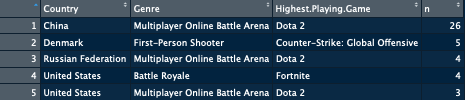 Country Genre Highest.Playing.Game n
1 China Multiplayer Online Battle Arena Dota 2 26
2 Denmark First-Person Shooter Counter-Strike: Global Offensive 5
3 Russian Federation Multiplayer Online Battle Arena Dota 2 4
4 United States Battle Royale Fortnite 4
5 United States Multiplayer Online Battle Arena Dota 2 3